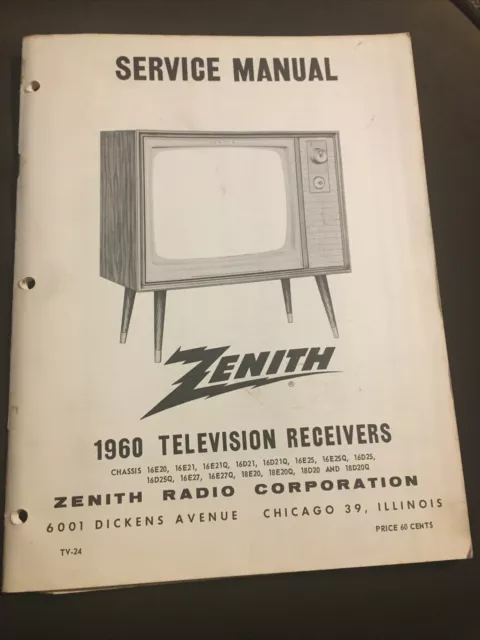 SERVICE MANUAL
ZENITH
ZENITH
®
1960 TELEVISION RECEIVERS
CHASSIS 16E20, 16E21, 16E21Q, 16D21, 16D21Q, 16E25, 16E25Q, 16D25,
16D25Q, 16E27, 16E27Q, 18E20, 18E20Q, 18D20 AND 18D20Q
ZENITH RADIO CORPORATION
6001 DICKENS AVENUE CHICAGO 39, ILLINOIS
TV-24 PRICE 60 CENTS